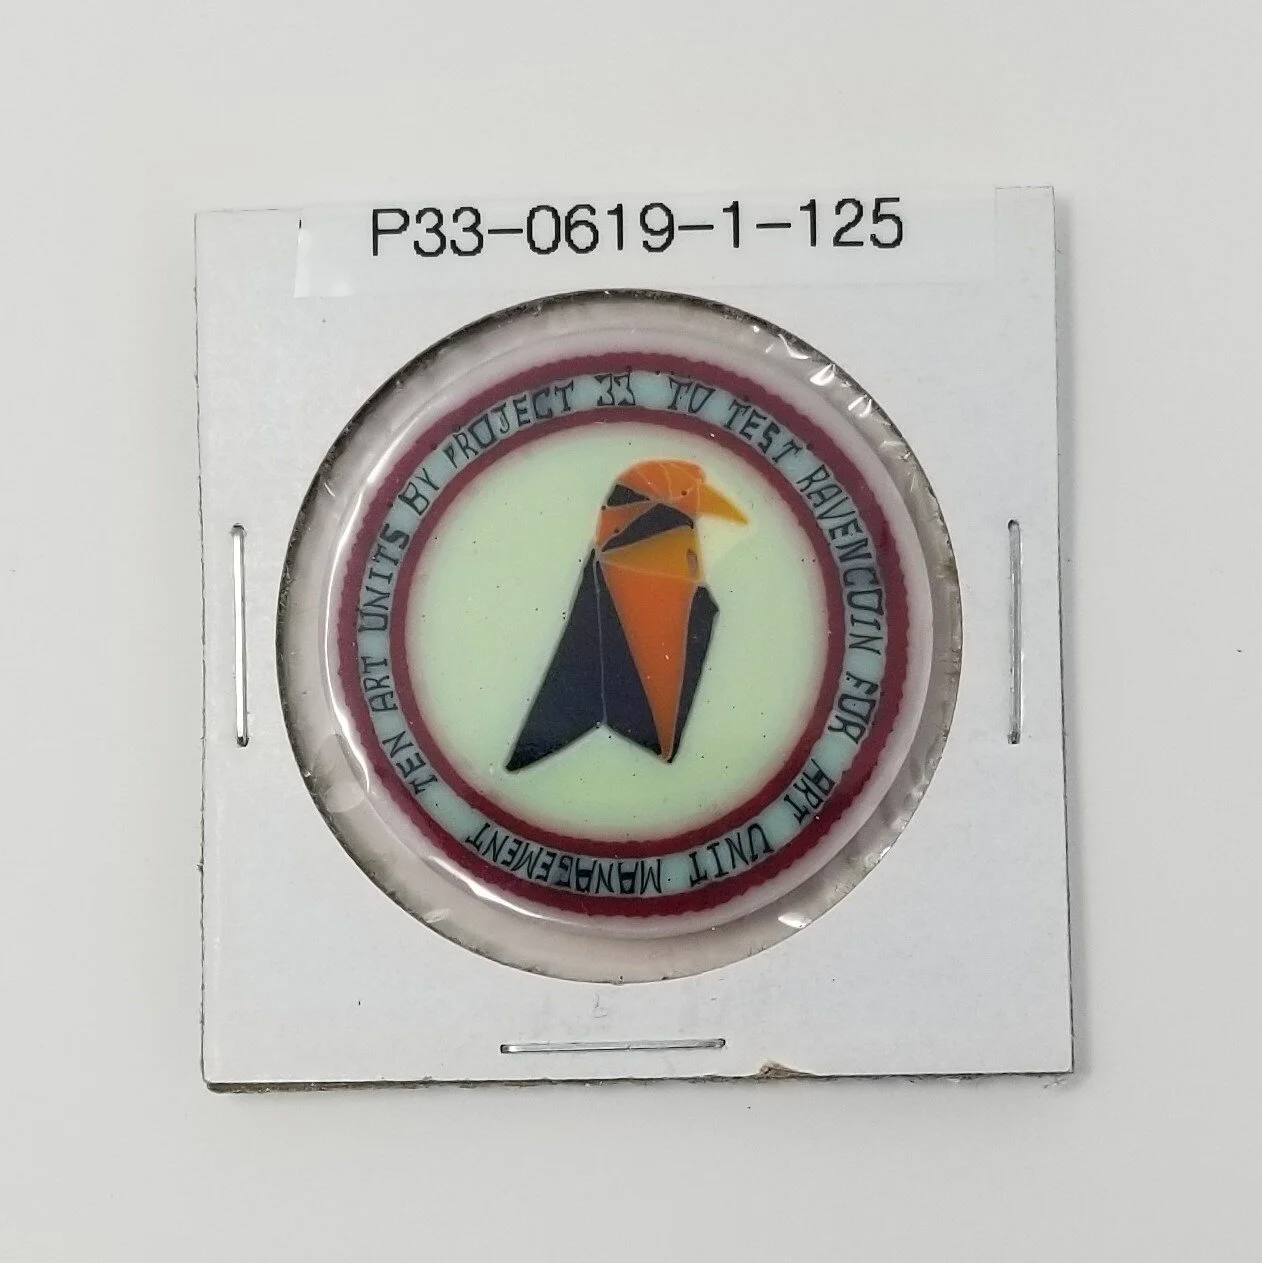 P33-0619-1-125
TEN ART UNITS BY PROJECT 33 TO TEST RAVENCOIN FOR ART UNIT MANAGEMENT